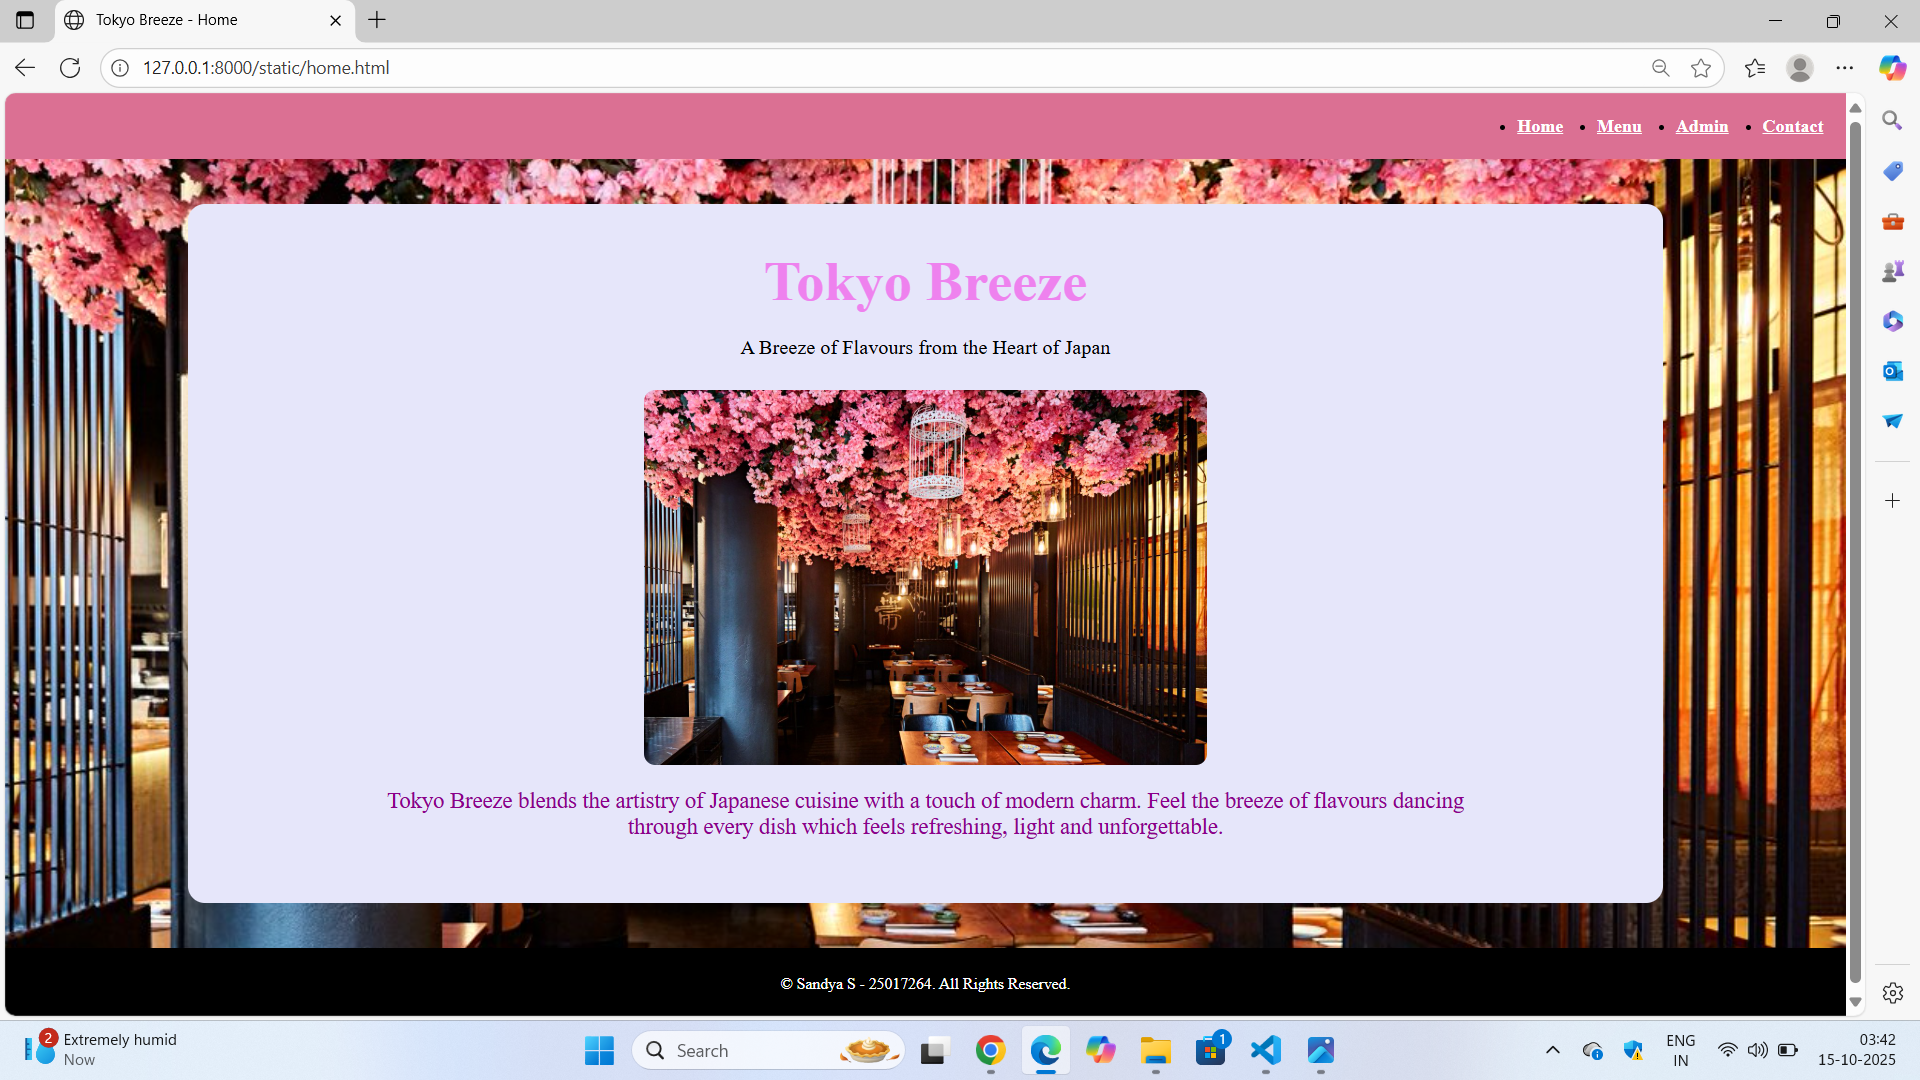 Tokyo Breeze - Home
127.0.0.1:8000/static/home.html
Home
Menu
Admin
Contact
Tokyo Breeze
A Breeze of Flavours from the Heart of Japan
Tokyo Breeze blends the artistry of Japanese cuisine with a touch of modern charm. Feel the breeze of flavours dancing
through every dish which feels refreshing, light and unforgettable.
© Sandya S - 25017264. All Rights Reserved.
2
Extremely humid
Now
Search
1
ENG
IN
03:42
15-10-2025